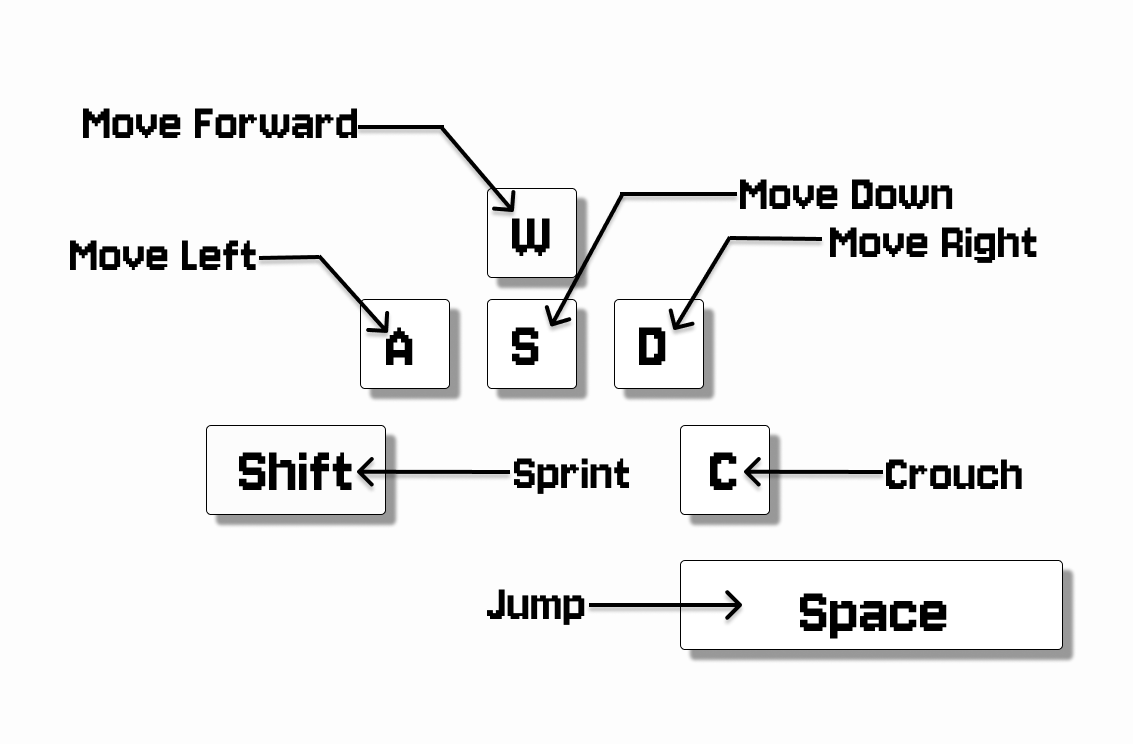 Move Forward
W
Move Down
Move Right
Move Left
A
S
D
Shift
Sprint
C
Crouch
Jump
Space